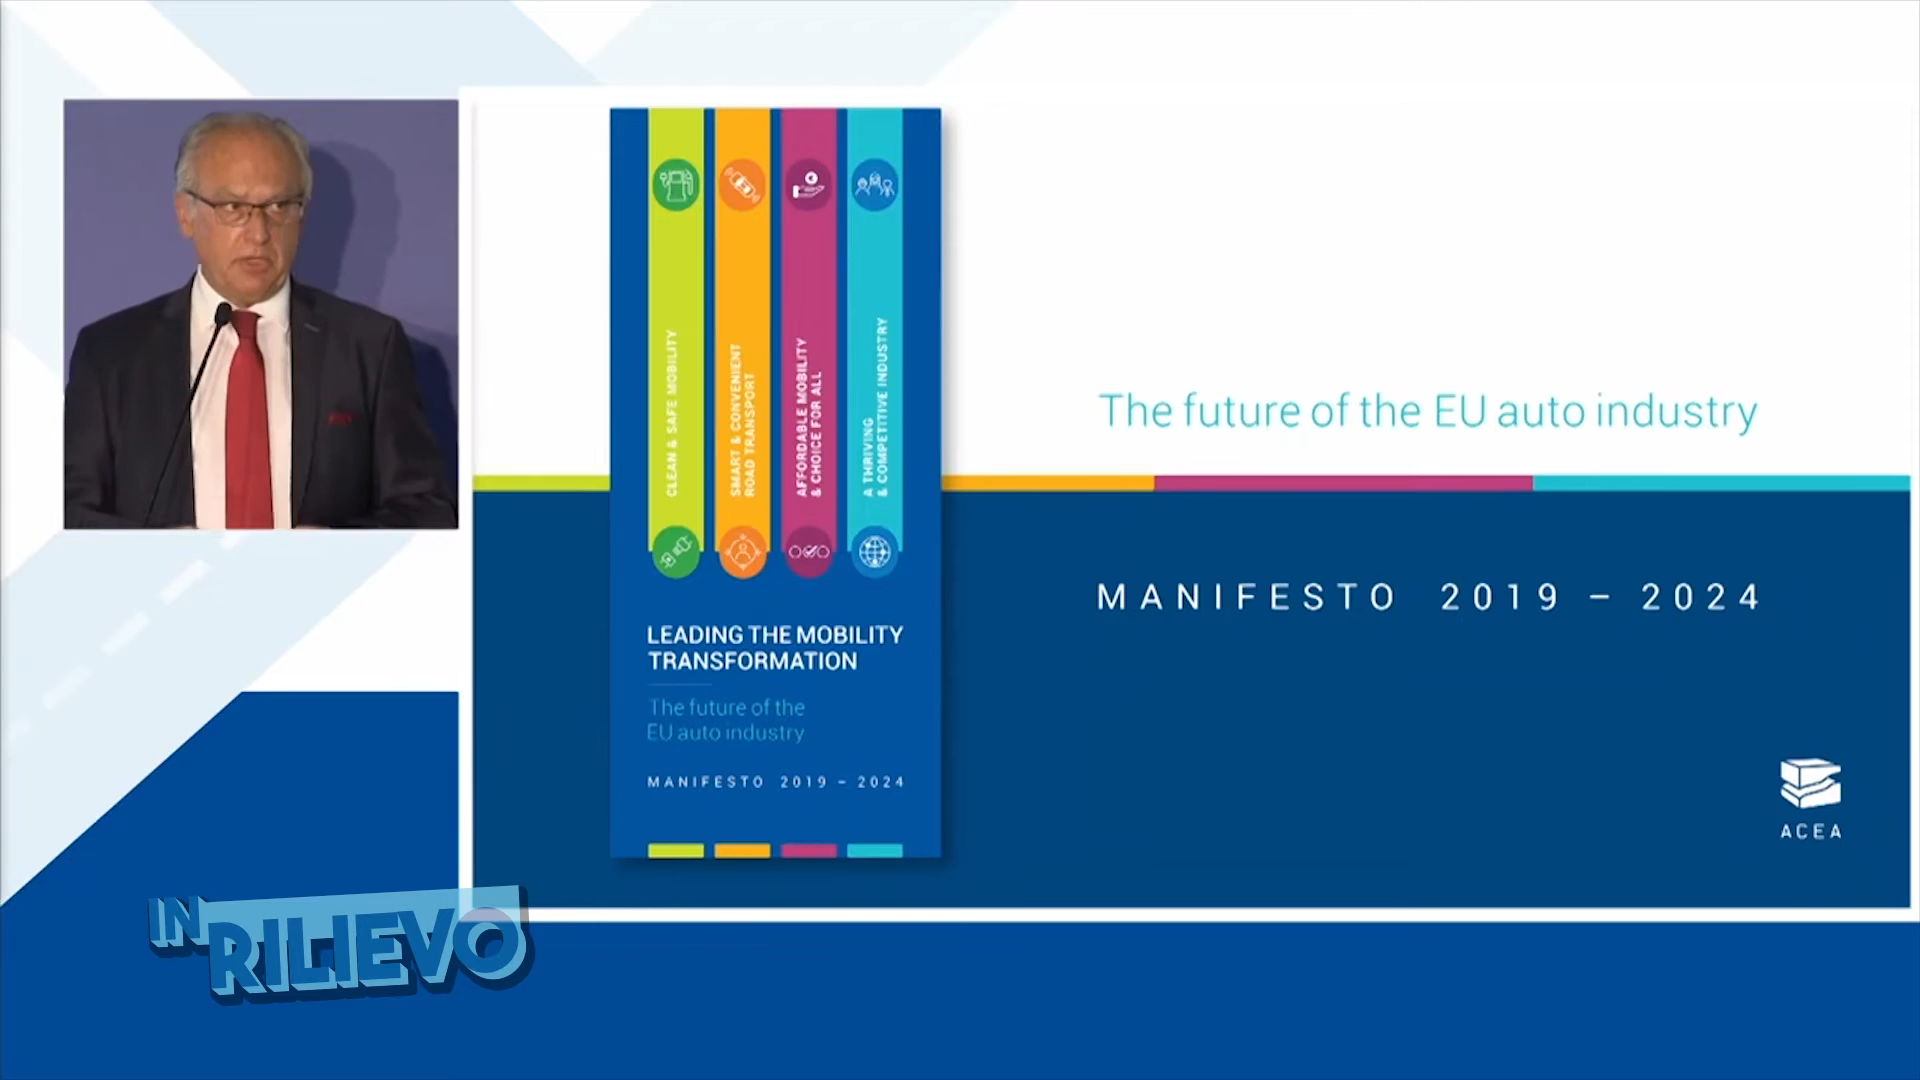 CLEAN & SAFE MOBILITY
SMART & CONVENIENT
ROAD TRANSPORT
AFFORDABLE MOBILITY
& CHOICE FOR ALL
A THRIVING
& COMPETITIVE INDUSTRY
LEADING THE MOBILITY
TRANSFORMATION
The future of the
EU auto industry
MANIFESTO 2019 – 2024
The future of the EU auto industry
MANIFESTO 2019 – 2024
ACEA
IN
RILIEVO